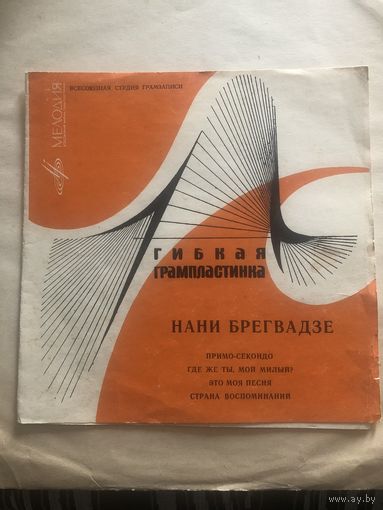 ВСЕСОЮЗНАЯ СТУДИЯ ГРАМЗАПИСИ
МЕЛОДИЯ
ГИБКАЯ
ГРАМПЛАСТИНКА
НАНИ БРЕГВАДЗЕ
ПРИМО-СЕКОНДО
ГДЕ ЖЕ ТЫ, МОЙ МИЛЫЙ?
ЭТО МОЯ ПЕСНЯ
СТРАНА ВОСПОМИНАНИЙ
www.ay.by